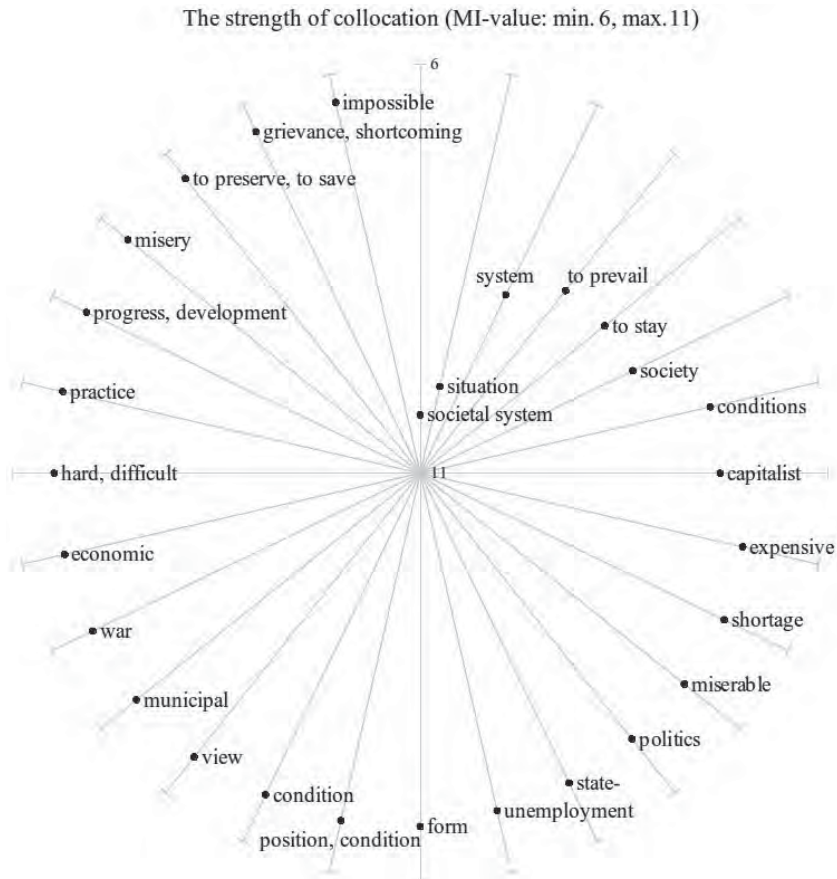 The strength of collocation (MI-value: min. 6, max.11)
6
impossible
grievance, shortcoming
to preserve, to save
misery
system
to prevail
progress, development
to stay
society
situation
practice
conditions
societal system
hard, difficult
11
capitalist
economic
expensive
war
shortage
municipal
miserable
view
politics
condition
state-
unemployment
position, condition
form